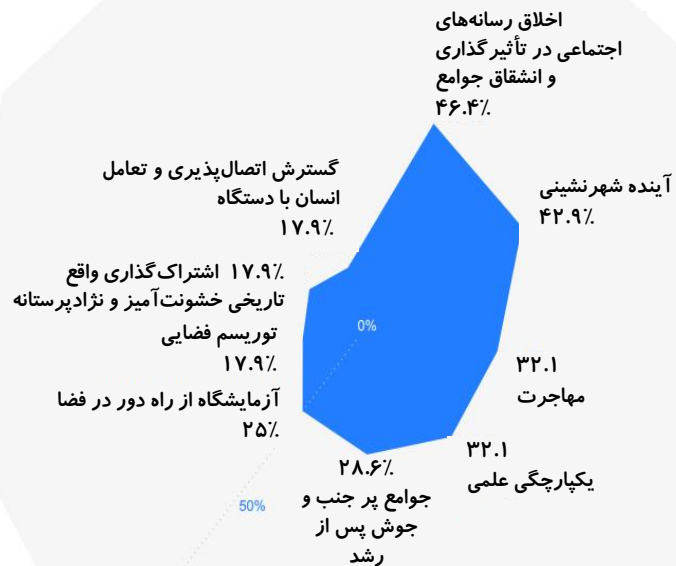 اخلاق رسانه‌های
اجتماعی در تأثیرگذاری
و انشقاق جوامع
۴۶.۴٪
آینده شهرنشینی
۴۲.۹٪
۳۲.۱
مهاجرت
۳۲.۱
یکپارچگی علمی
۲۸.۶٪
جوامع پر جنب و
جوش پس از
رشد
آزمایشگاه از راه دور در فضا
۲۵٪
توریسم فضایی
۱۷.۹٪
۱۷.۹٪ اشتراک‌گذاری واقع
تاریخی خشونت‌آمیز و نژادپرستانه
گسترش اتصال‌پذیری و تعامل
انسان با دستگاه
۱۷.۹٪
0%
50%